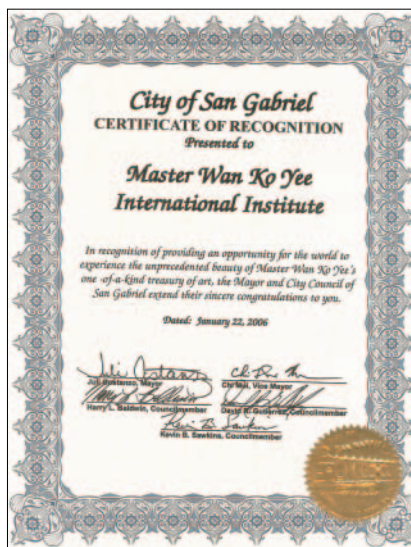 City of San Gabriel
CERTIFICATE OF RECOGNITION
Presented to
Master Wan Ko Yee
International Institute
In recognition of providing an opportunity for the world to
experience the unprecedented beauty of Master Wan Ko Yee's
one -of-a-kind treasury of art, the Mayor and City Council of
San Gabriel extend their sincere congratulations to you.
Dated: January 22, 2006
Mayor
Chi Mui, Vice Mayor
Harry L. Baldwin, Councilmember
David R. Gutierrez, Councilmember
Kevin B. Sawkins, Councilmember